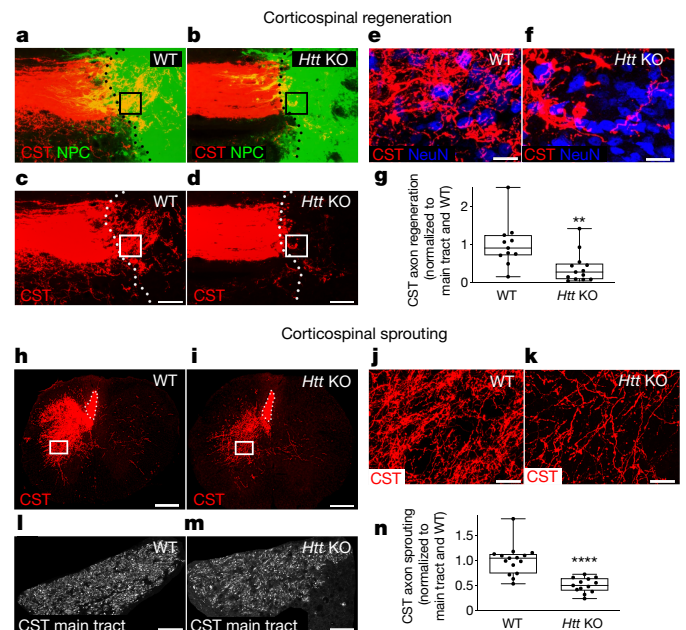 Corticospinal regeneration
a
WT
CST NPC
b
Htt KO
CST NPC
e
WT
CST NeuN
f
Htt KO
CST NeuN
c
WT
CST
d
Htt KO
CST
g
CST axon regeneration
(normalized to
main tract and WT)
2
1
0
**
WT
Htt KO
Corticospinal sprouting
h
WT
CST
i
Htt KO
CST
j
WT
CST
k
Htt KO
CST
l
WT
CST main tract
m
Htt KO
CST main tract
n
CST axon sprouting
(normalized to
main tract and WT)
1.5
1.0
0.5
0
****
WT
Htt KO